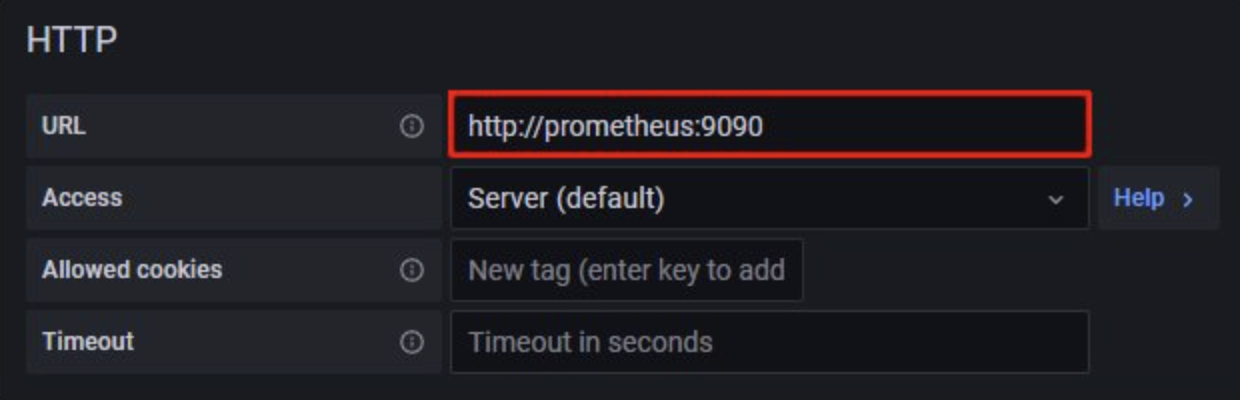 HTTP
URL http://prometheus:9090
Access Server (default) Help
Allowed cookies New tag (enter key to add
Timeout Timeout in seconds